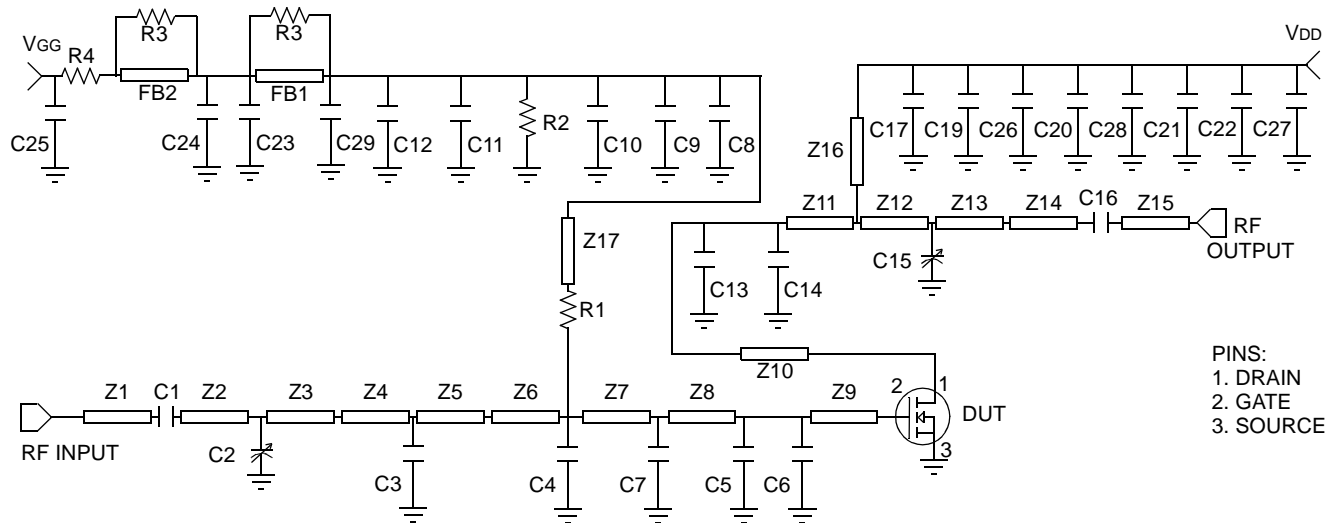 R3 R3
VGG R4 VDD
FB2 FB1
C25 C24 C23 C29 C12 C11 R2 C10 C9 C8
C17 C19 C26 C20 C28 C21 C22 C27
Z16
Z11 Z12 Z13 Z14 C16 Z15
RF
OUTPUT
Z17
C13 C14 C15
R1
Z10
PINS:
1. DRAIN
2. GATE
3. SOURCE
Z1 C1 Z2 Z3 Z4 Z5 Z6 Z7 Z8 Z9 2 1 DUT
3
RF INPUT
C2 C3 C4 C7 C5 C6